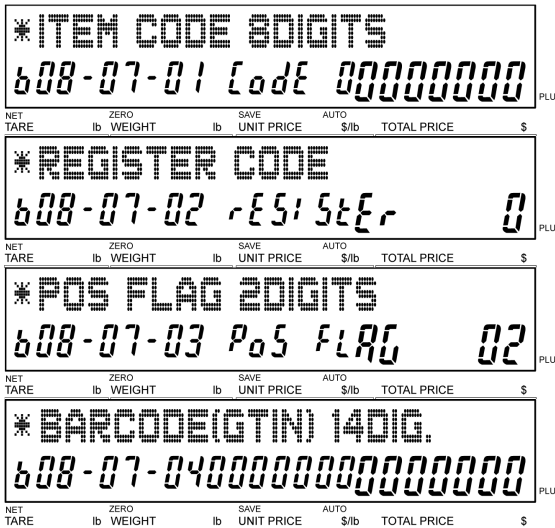 *ITEM CODE 8DIGITS
b08-07-01 CodE 00000000
PLU
NET ZERO SAVE AUTO
TARE lb WEIGHT lb UNIT PRICE $/lb TOTAL PRICE $
*REGISTER CODE
b08-07-02 rESiStEr 0
PLU
NET ZERO SAVE AUTO
TARE lb WEIGHT lb UNIT PRICE $/lb TOTAL PRICE $
*POS FLAG 2DIGITS
b08-07-03 PoS FLAG 02
PLU
NET ZERO SAVE AUTO
TARE lb WEIGHT lb UNIT PRICE $/lb TOTAL PRICE $
*BARCODE(GTIN) 14DIG.
b08-07-0400000000000000
PLU
NET ZERO SAVE AUTO
TARE lb WEIGHT lb UNIT PRICE $/lb TOTAL PRICE $